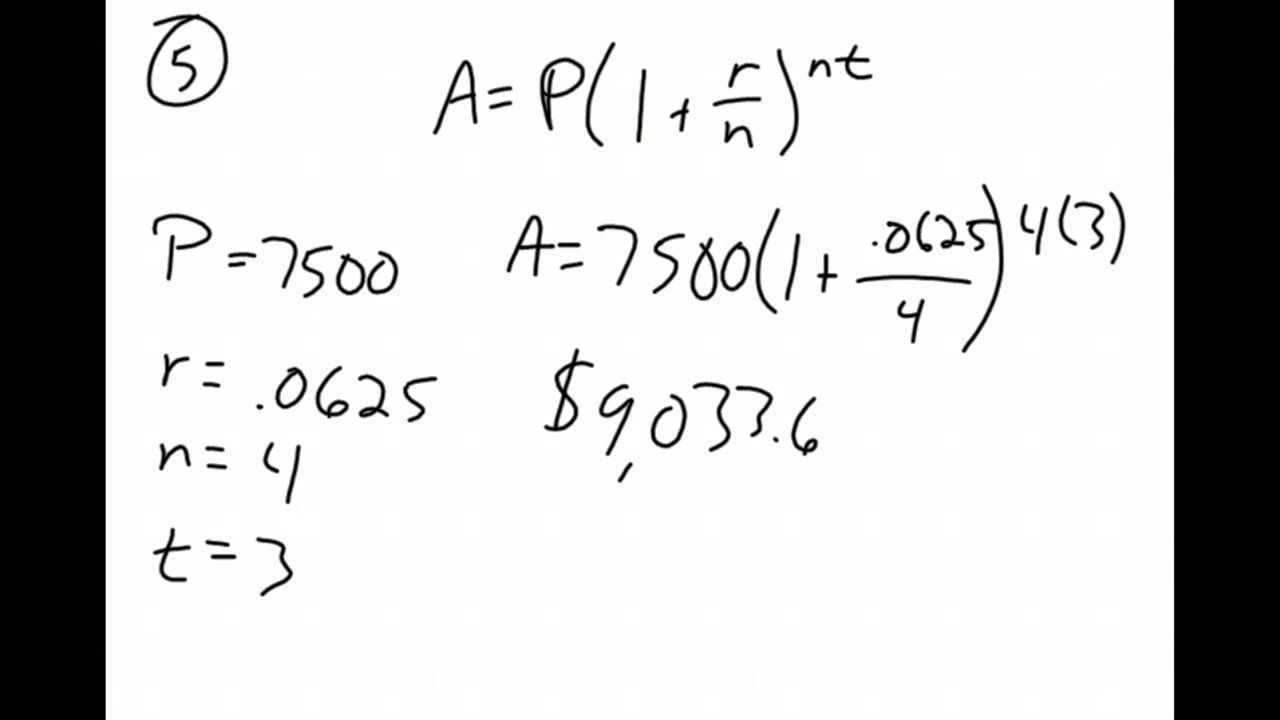 5
A = P(1 + r/n)^nt
P = 7500
A = 7500(1 + .0625/4)^4(3)
r = .0625
$9,033.6
n = 4
t = 3